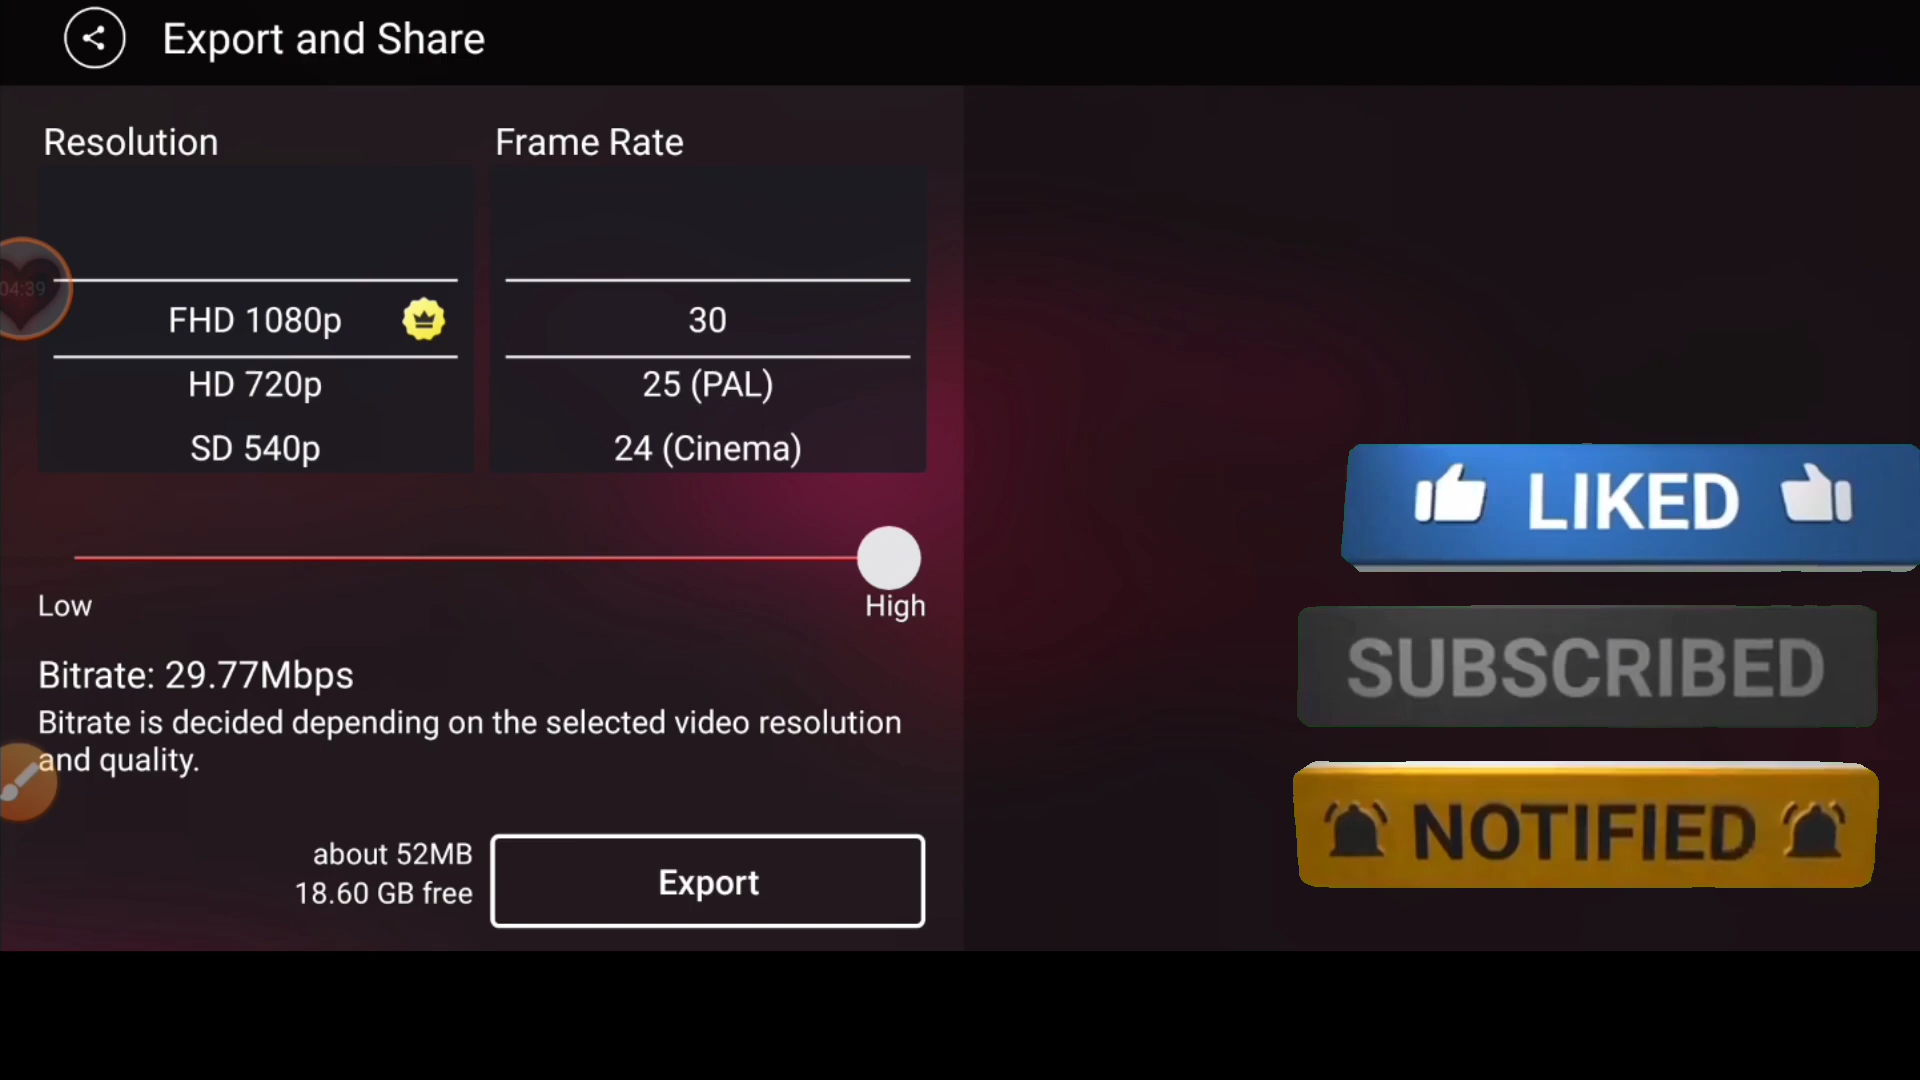 Export and Share
Resolution
Frame Rate
04:39
FHD 1080p
30
HD 720p
25 (PAL)
SD 540p
24 (Cinema)
Low
High
Bitrate: 29.77Mbps
Bitrate is decided depending on the selected video resolution
and quality.
about 52MB
18.60 GB free
Export
LIKED
SUBSCRIBED
NOTIFIED